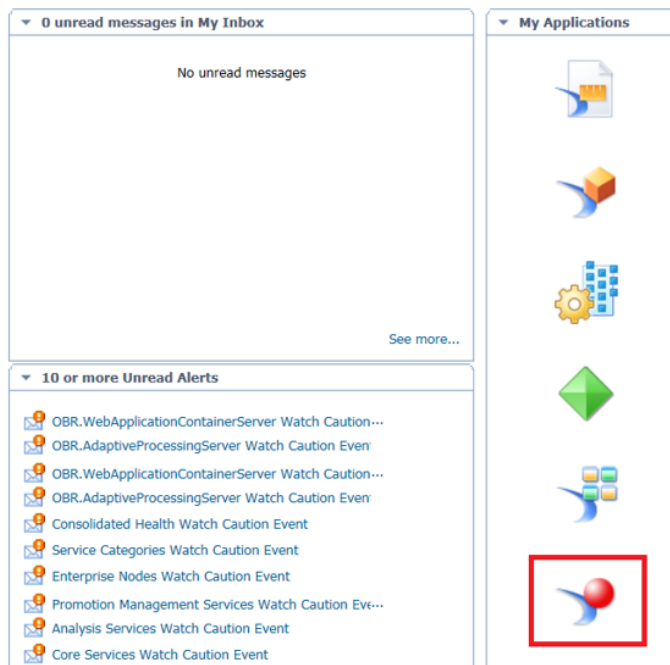 0 unread messages in My Inbox
No unread messages
See more...
10 or more Unread Alerts
OBR.WebApplicationContainerServer Watch Caution...
OBR.AdaptiveProcessingServer Watch Caution Even
OBR.WebApplicationContainerServer Watch Caution...
OBR.AdaptiveProcessingServer Watch Caution Even
Consolidated Health Watch Caution Event
Service Categories Watch Caution Event
Enterprise Nodes Watch Caution Event
Promotion Management Services Watch Caution Eve...
Analysis Services Watch Caution Event
Core Services Watch Caution Event
My Applications